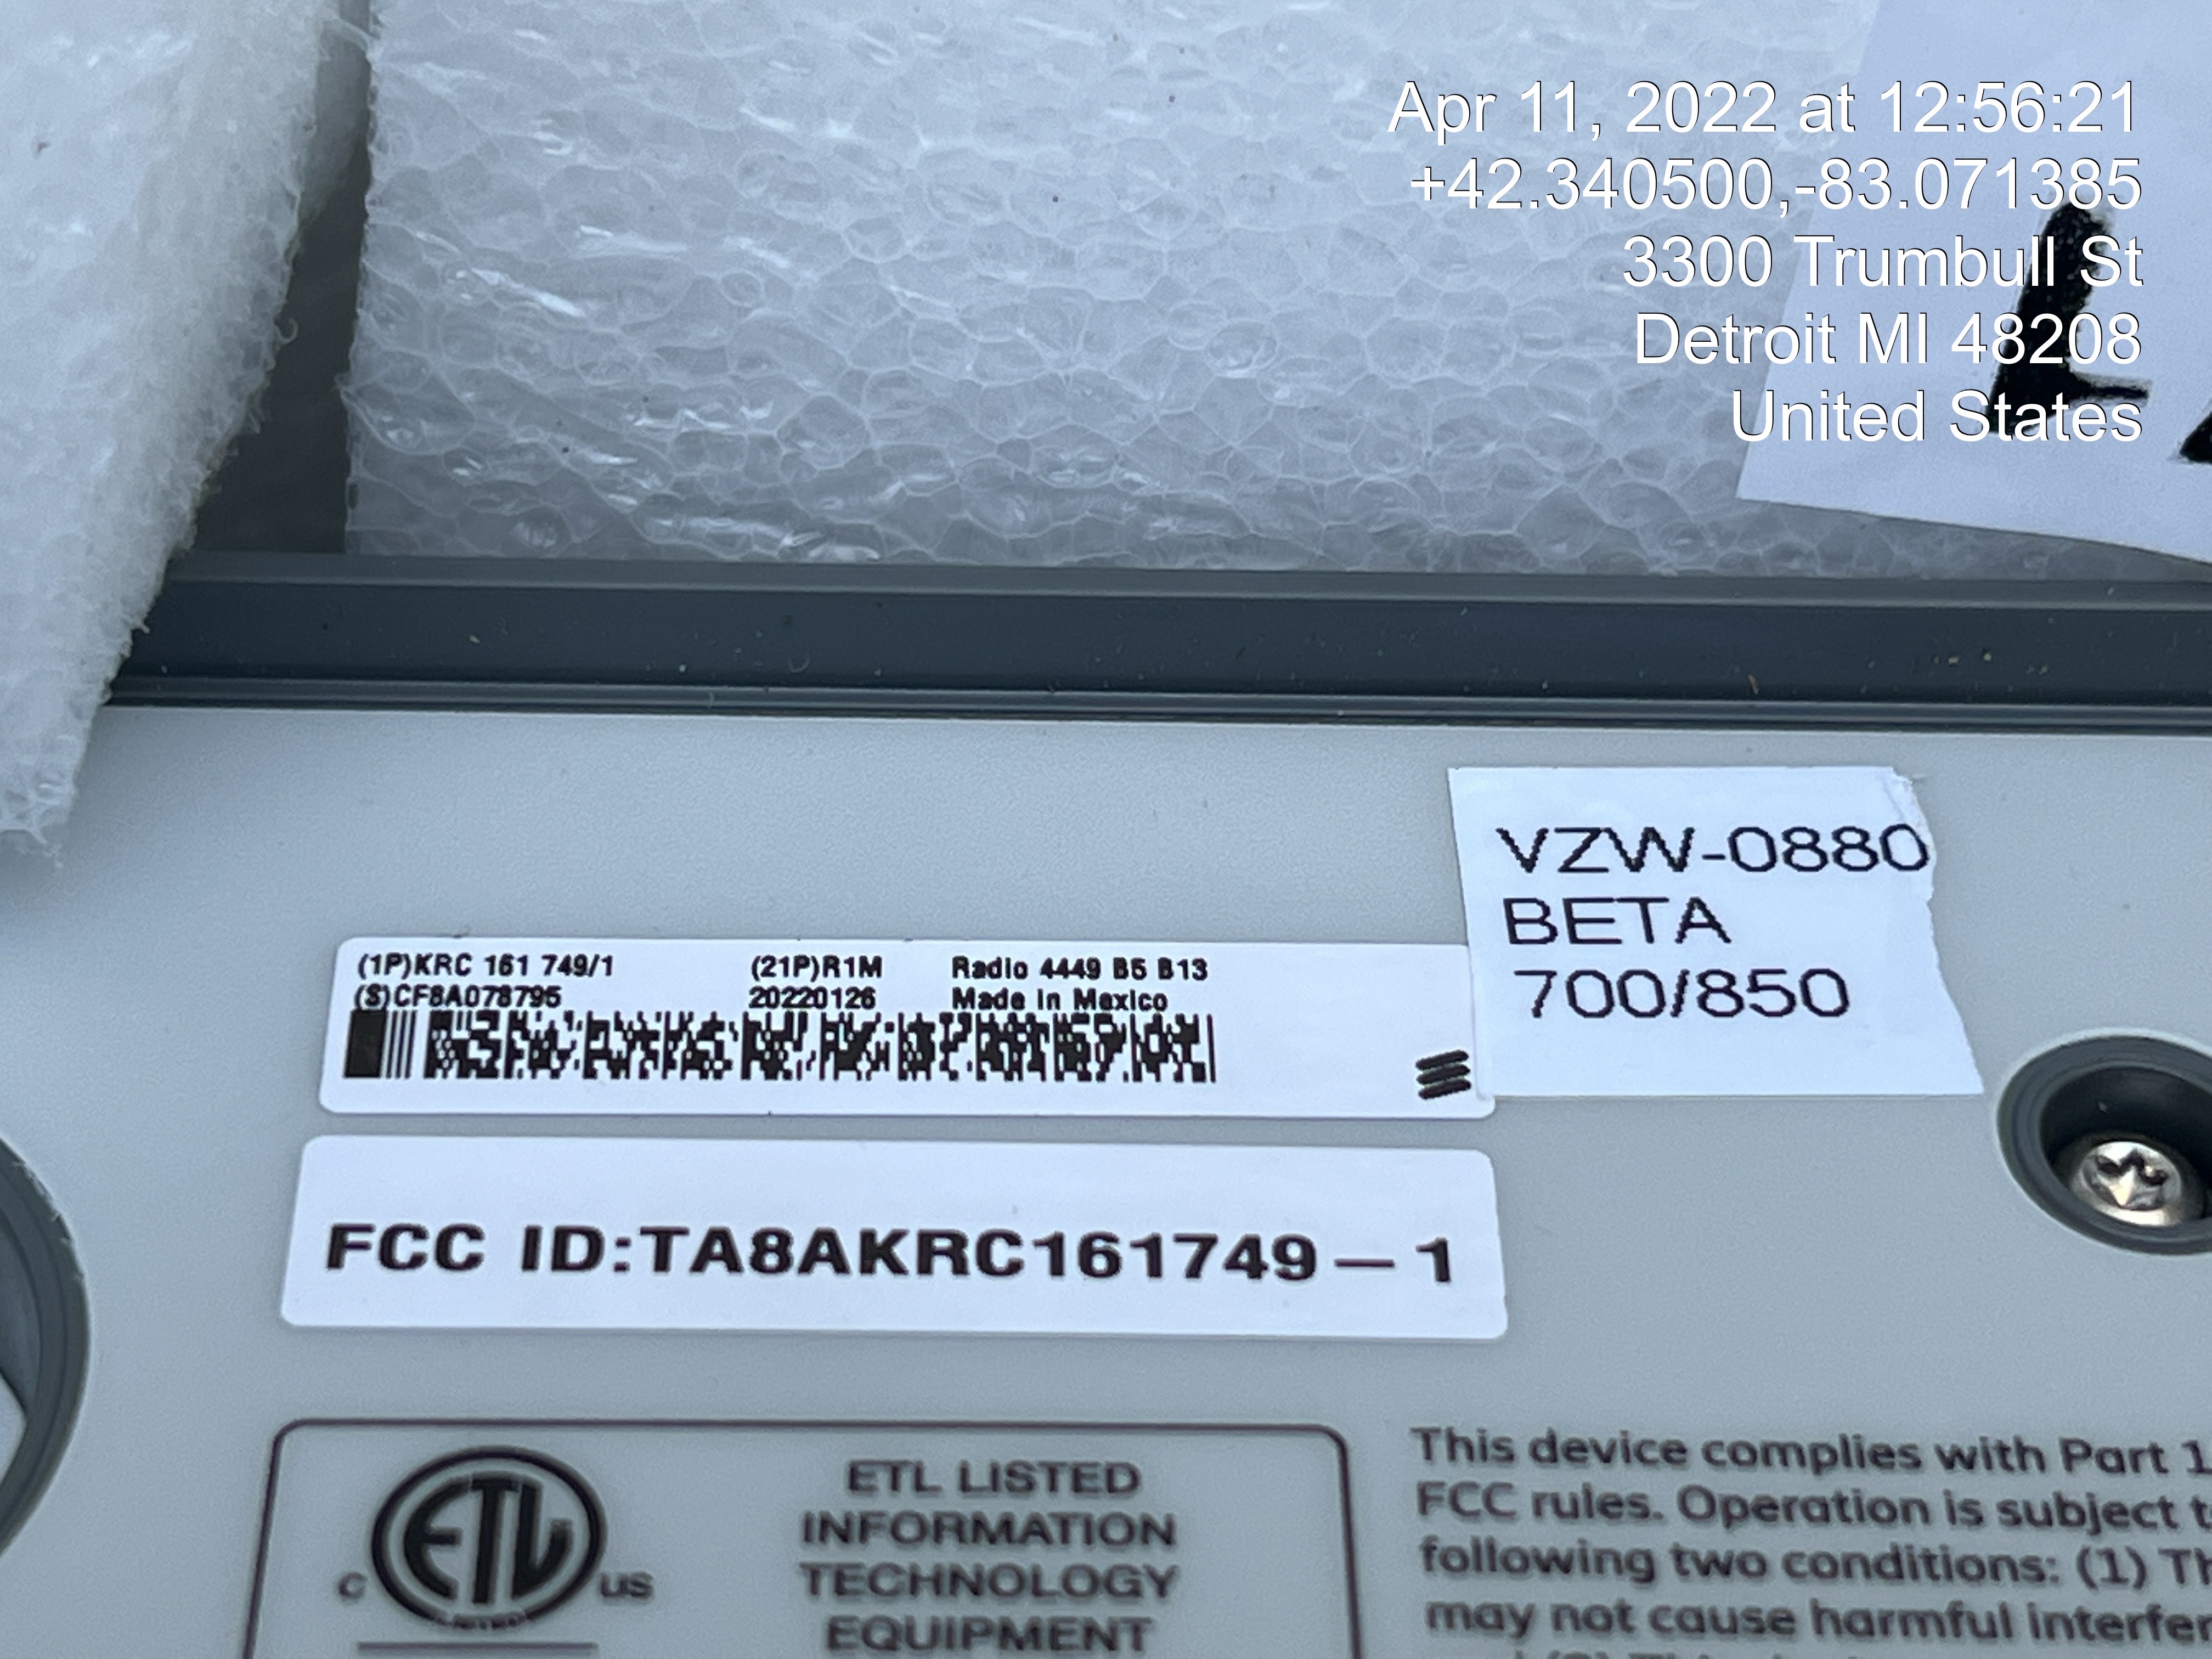 Apr 11, 2022 at 12:56:21
+42.340500,-83.071385
3300 Trumbull St
Detroit MI 48208
United States
VZW-0880
BETA
700/850
(1P)KRC 161 749/1 (21P)R1M Radio 4449 B5 B13
(S)CF8A078795 20220126 Made in Mexico
FCC ID:TA8AKRC161749-1
ETL
C US
ETL LISTED
INFORMATION
TECHNOLOGY
EQUIPMENT
This device complies with Part
FCC rules. Operation is subject
following two conditions: (1)
may not cause harmful